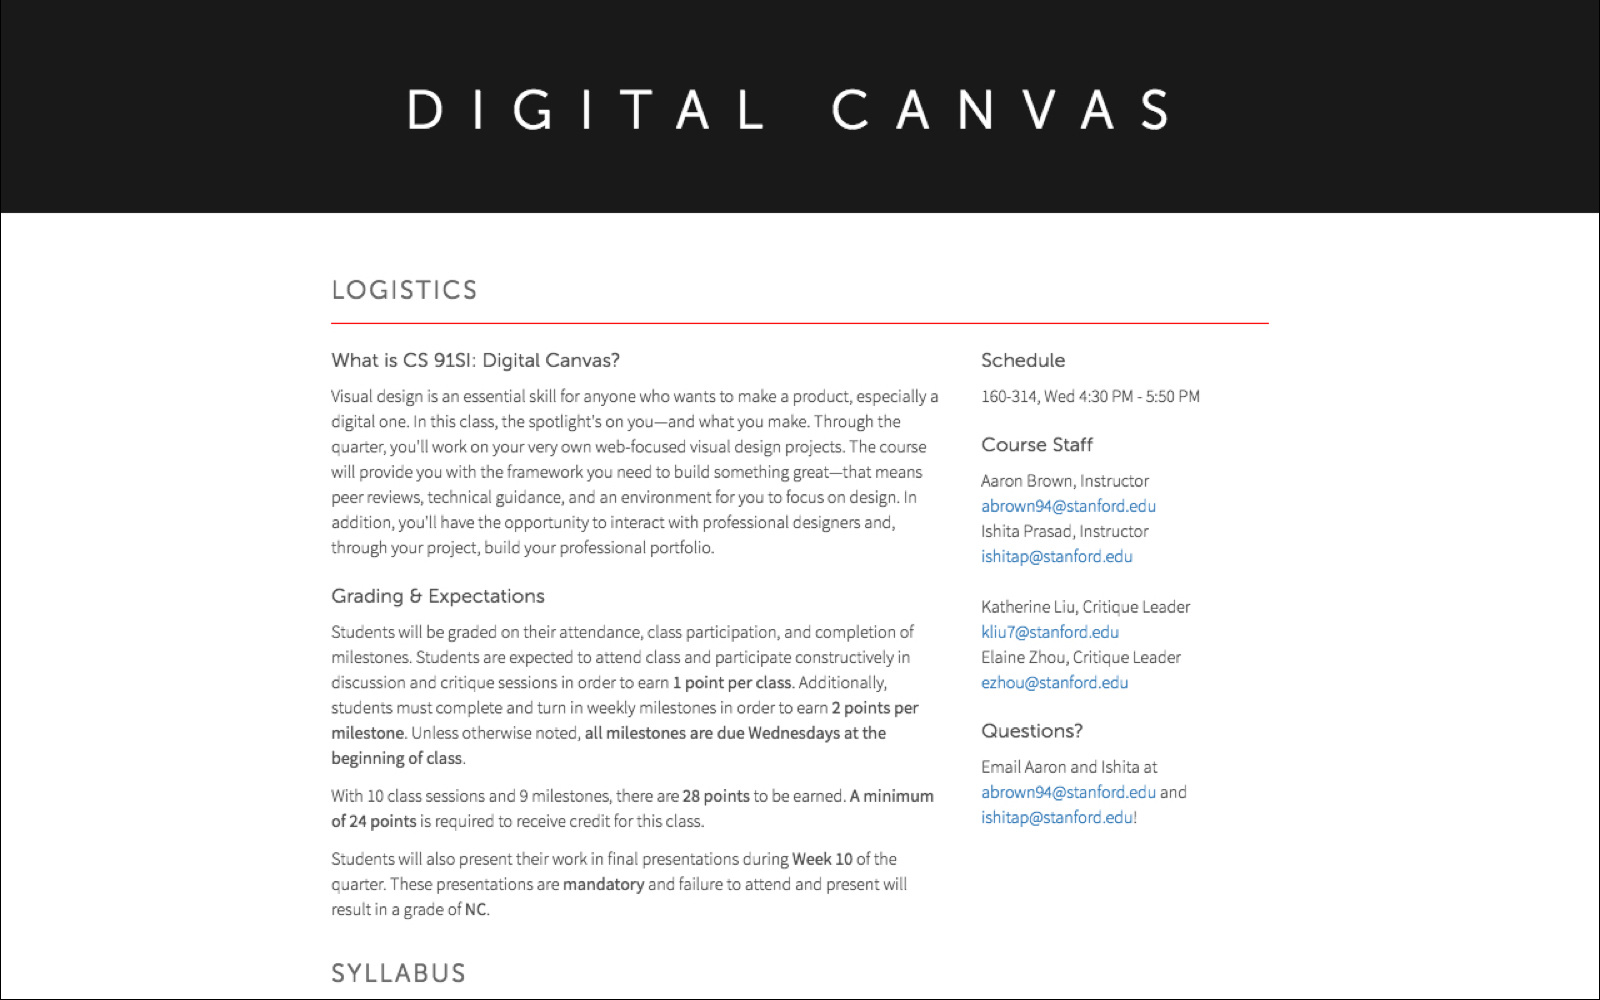 DIGITAL CANVAS
LOGISTICS
What is CS 91SI: Digital Canvas?
Visual design is an essential skill for anyone who wants to make a product, especially a
digital one. In this class, the spotlight's on you—and what you make. Through the
quarter, you'll work on your very own web-focused visual design projects. The course
will provide you with the framework you need to build something great—that means
peer reviews, technical guidance, and an environment for you to focus on design. In
addition, you'll have the opportunity to interact with professional designers and,
through your project, build your professional portfolio.
Grading & Expectations
Students will be graded on their attendance, class participation, and completion of
milestones. Students are expected to attend class and participate constructively in
discussion and critique sessions in order to earn 1 point per class. Additionally,
students must complete and turn in weekly milestones in order to earn 2 points per
milestone. Unless otherwise noted, all milestones are due Wednesdays at the
beginning of class.
With 10 class sessions and 9 milestones, there are 28 points to be earned. A minimum
of 24 points is required to receive credit for this class.
Students will also present their work in final presentations during Week 10 of the
quarter. These presentations are mandatory and failure to attend and present will
result in a grade of NC.
Schedule
160-314, Wed 4:30 PM - 5:50 PM
Course Staff
Aaron Brown, Instructor
abrown94@stanford.edu
Ishita Prasad, Instructor
ishitap@stanford.edu
Katherine Liu, Critique Leader
kliu7@stanford.edu
Elaine Zhou, Critique Leader
ezhou@stanford.edu
Questions?
Email Aaron and Ishita at
abrown94@stanford.edu and
ishitap@stanford.edu!
SYLLABUS